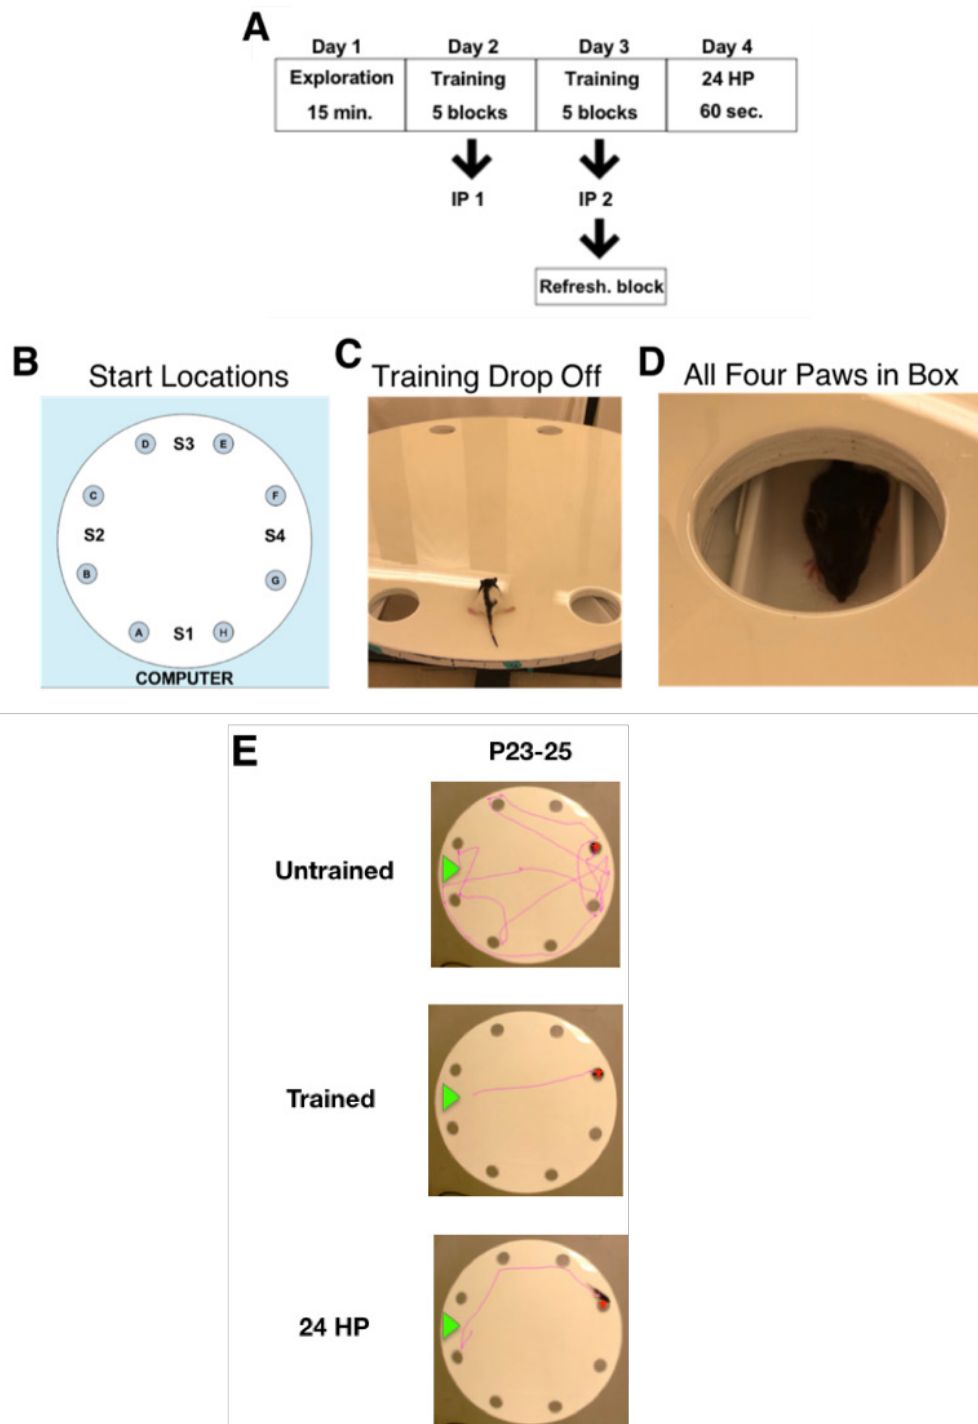 A
Day 1 Day 2 Day 3 Day 4
Exploration Training Training 24 HP
15 min. 5 blocks 5 blocks 60 sec.
IP 1 IP 2
Refresh. block
B
Start Locations
D S3 E
C F
S2 S4
B G
A S1 H
COMPUTER
C
Training Drop Off
D
All Four Paws in Box
E
P23-25
Untrained
Trained
24 HP